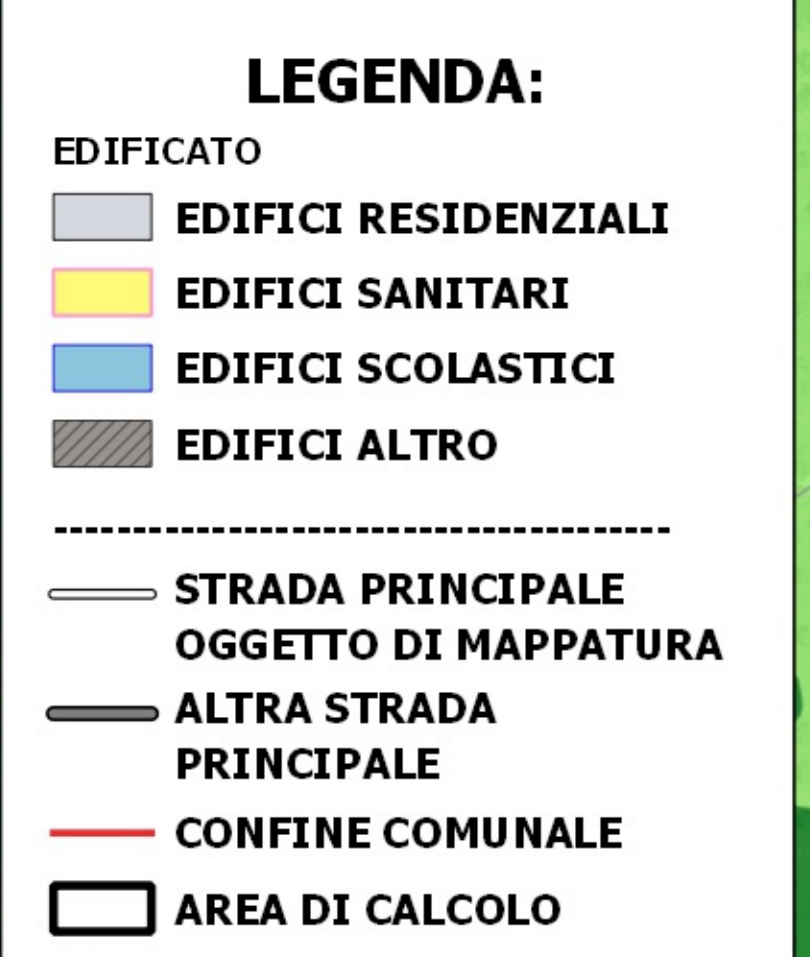 LEGENDA:
EDIFICATO
EDIFICI RESIDENZIALI
EDIFICI SANITARI
EDIFICI SCOLASTICI
EDIFICI ALTRO
---------------------------------------
STRADA PRINCIPALE
OGGETTO DI MAPPATURA
ALTRA STRADA
PRINCIPALE
CONFINE COMUNALE
AREA DI CALCOLO